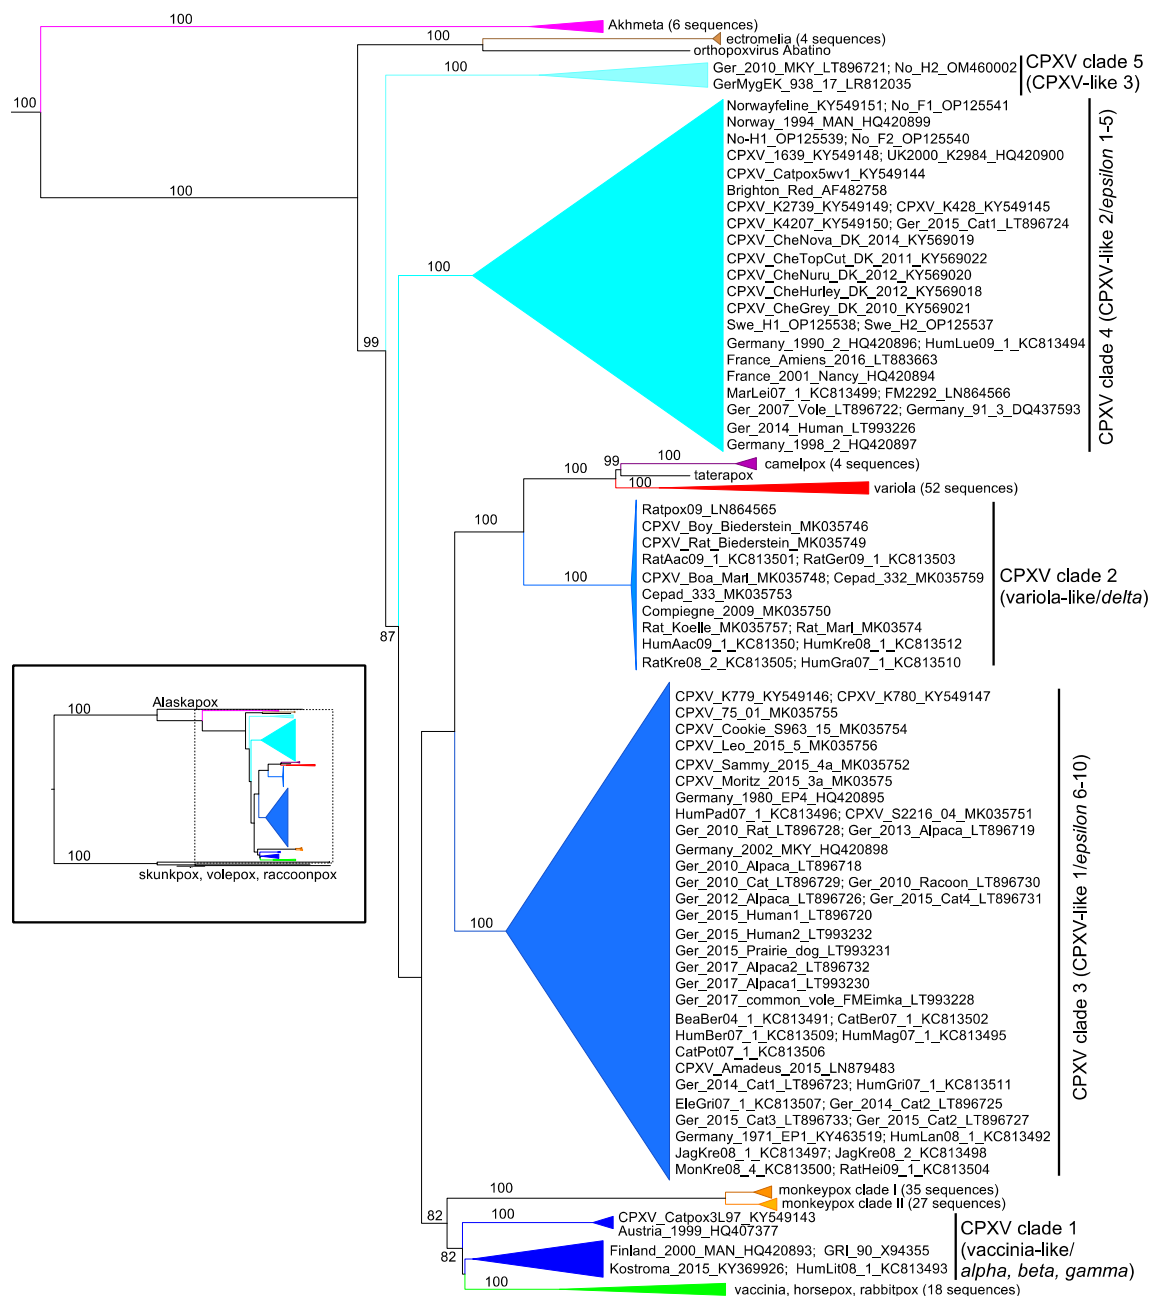 100
Akhmeta (6 sequences)
100
ectromelia (4 sequences)
orthopoxvirus Abatino
100
Ger_2010_MKY_LT896721; No_H2_OM460002
GerMygEK_938_17_LR812035
CPXV clade 5
(CPXV-like 3)
100
100
99
Norwayfeline_KY549151; No_F1_OP125541
Norway_1994_MAN_HQ420899
No-H1_OP125539; No_F2_OP125540
CPXV_1639_KY549148; UK2000_K2984_HQ420900
CPXV_Catpox5wv1_KY549144
Brighton_Red_AF482758
CPXV_K2739_KY549149; CPXV_K428_KY549145
CPXV_K4207_KY549150; Ger_2015_Cat1_LT896724
CPXV_CheNova_DK_2014_KY569019
CPXV_CheTopCut_DK_2011_KY569022
CPXV_CheNuru_DK_2012_KY569020
CPXV_CheHurley_DK_2012_KY569018
CPXV_CheGrey_DK_2010_KY569021
Swe_H1_OP125538; Swe_H2_OP125537
Germany_1990_2_HQ420896; HumLue09_1_KC813494
France_Amiens_2016_LT883663
France_2001_Nancy_HQ420894
MarLei07_1_KC813499; FM2292_LN864566
Ger_2007_Vole_LT896722; Germany_91_3_DQ437593
Ger_2014_Human_LT993226
Germany_1998_2_HQ420897
100
CPXV clade 4 (CPXV-like 2/epsilon 1-5)
99
100
100
camelpox (4 sequences)
taterapox
100
variola (52 sequences)
100
100
Ratpox09_LN864565
CPXV_Boy_Biederstein_MK035746
CPXV_Rat_Biederstein_MK035749
RatAac09_1_KC813501; RatGer09_1_KC813503
CPXV_Boa_Marl_MK035748; Cepad_332_MK035759
Cepad_333_MK035753
Compiegne_2009_MK035750
Rat_Koelle_MK035757; Rat_Marl_MK03574
HumAac09_1_KC81350; HumKre08_1_KC813512
RatKre08_2_KC813505; HumGra07_1_KC813510
CPXV clade 2
(variola-like/delta)
87
CPXV_K779_KY549146; CPXV_K780_KY549147
CPXV_75_01_MK035755
CPXV_Cookie_S963_15_MK035754
CPXV_Leo_2015_5_MK035756
CPXV_Sammy_2015_4a_MK035752
CPXV_Moritz_2015_3a_MK03575
Germany_1980_EP4_HQ420895
HumPad07_1_KC813496; CPXV_S2216_04_MK035751
Ger_2010_Rat_LT896728; Ger_2013_Alpaca_LT896719
Germany_2002_MKY_HQ420898
Ger_2010_Alpaca_LT896718
Ger_2010_Cat_LT896729; Ger_2010_Racoon_LT896730
Ger_2012_Alpaca_LT896726; Ger_2015_Cat4_LT896731
Ger_2015_Human1_LT896720
Ger_2015_Human2_LT993232
Ger_2015_Prairie_dog_LT993231
Ger_2017_Alpaca2_LT896732
Ger_2017_Alpaca1_LT993230
Ger_2017_common_vole_FMEimka_LT993228
BeaBer04_1_KC813491; CatBer07_1_KC813502
HumBer07_1_KC813509; HumMag07_1_KC813495
CatPot07_1_KC813506
CPXV_Amadeus_2015_LN879483
Ger_2014_Cat1_LT896723; HumGri07_1_KC813511
EleGri07_1_KC813507; Ger_2014_Cat2_LT896725
Ger_2015_Cat3_LT896733; Ger_2015_Cat2_LT896727
Germany_1971_EP1_KY463519; HumLan08_1_KC813492
JagKre08_1_KC813497; JagKre08_2_KC813498
MonKre08_4_KC813500; RatHei09_1_KC813504
100
CPXV clade 3 (CPXV-like 1/epsilon 6-10)
Alaskapox
100
100
skunkpox, volepox, raccoonpox
100
monkeypox clade I (35 sequences)
monkeypox clade II (27 sequences)
82
100
CPXV_Catpox3L97_KY549143
Austria_1999_HQ407377
82
Finland_2000_MAN_HQ420893; GRI_90_X94355
Kostroma_2015_KY369926; HumLit08_1_KC813493
CPXV clade 1
(vaccinia-like/
alpha, beta, gamma)
100
vaccinia, horsepox, rabbitpox (18 sequences)